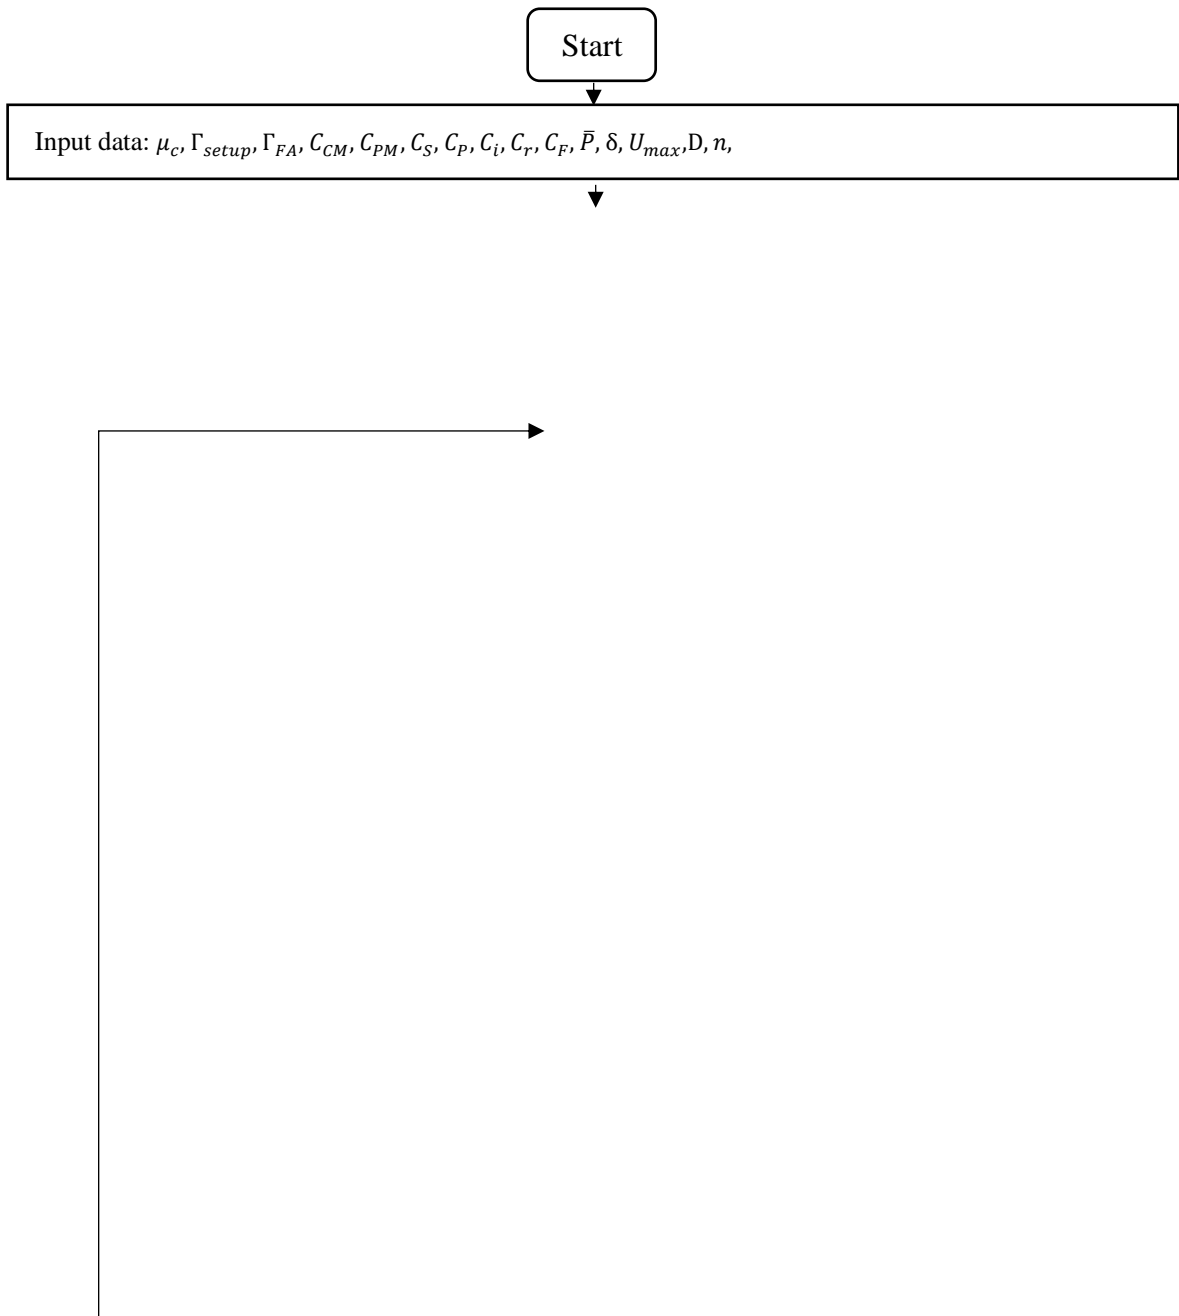 Start
Input data: μ_c, Γ_setup, Γ_FA, C_CM, C_PM, C_S, C_P, C_i, C_r, C_F, P̄, δ, U_max,D, n,